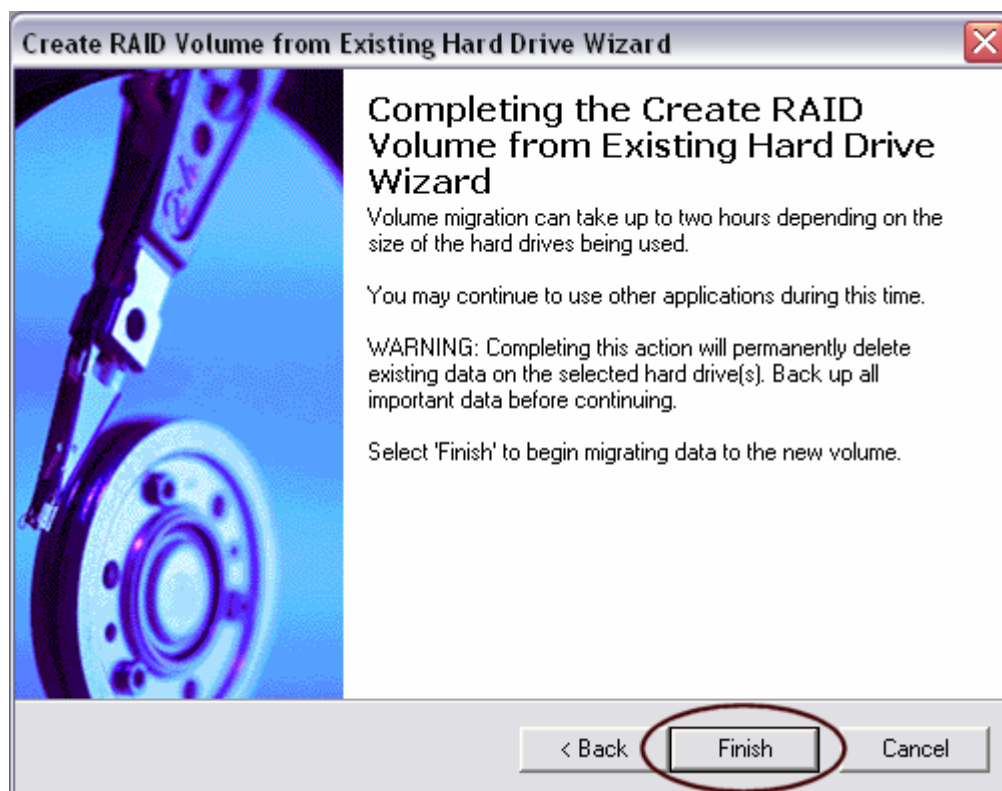 Create RAID Volume from Existing Hard Drive Wizard
Completing the Create RAID
Volume from Existing Hard Drive
Wizard
Volume migration can take up to two hours depending on the
size of the hard drives being used.
You may continue to use other applications during this time.
WARNING: Completing this action will permanently delete
existing data on the selected hard drive(s). Back up all
important data before continuing.
Select 'Finish' to begin migrating data to the new volume.
< Back Finish Cancel